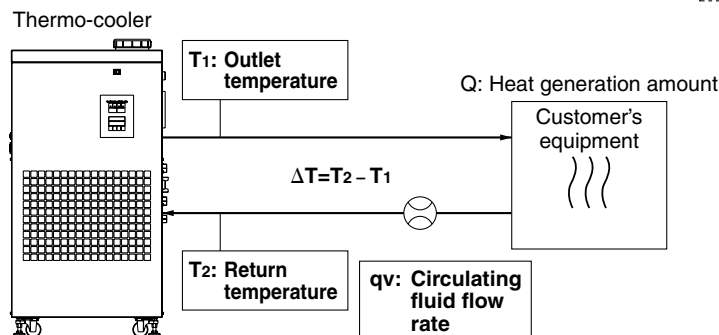 Thermo-cooler
T1: Outlet
temperature
Q: Heat generation amount
Customer's
equipment
ΔT=T2 – T1
T2: Return
temperature
qv: Circulating
fluid flow
rate